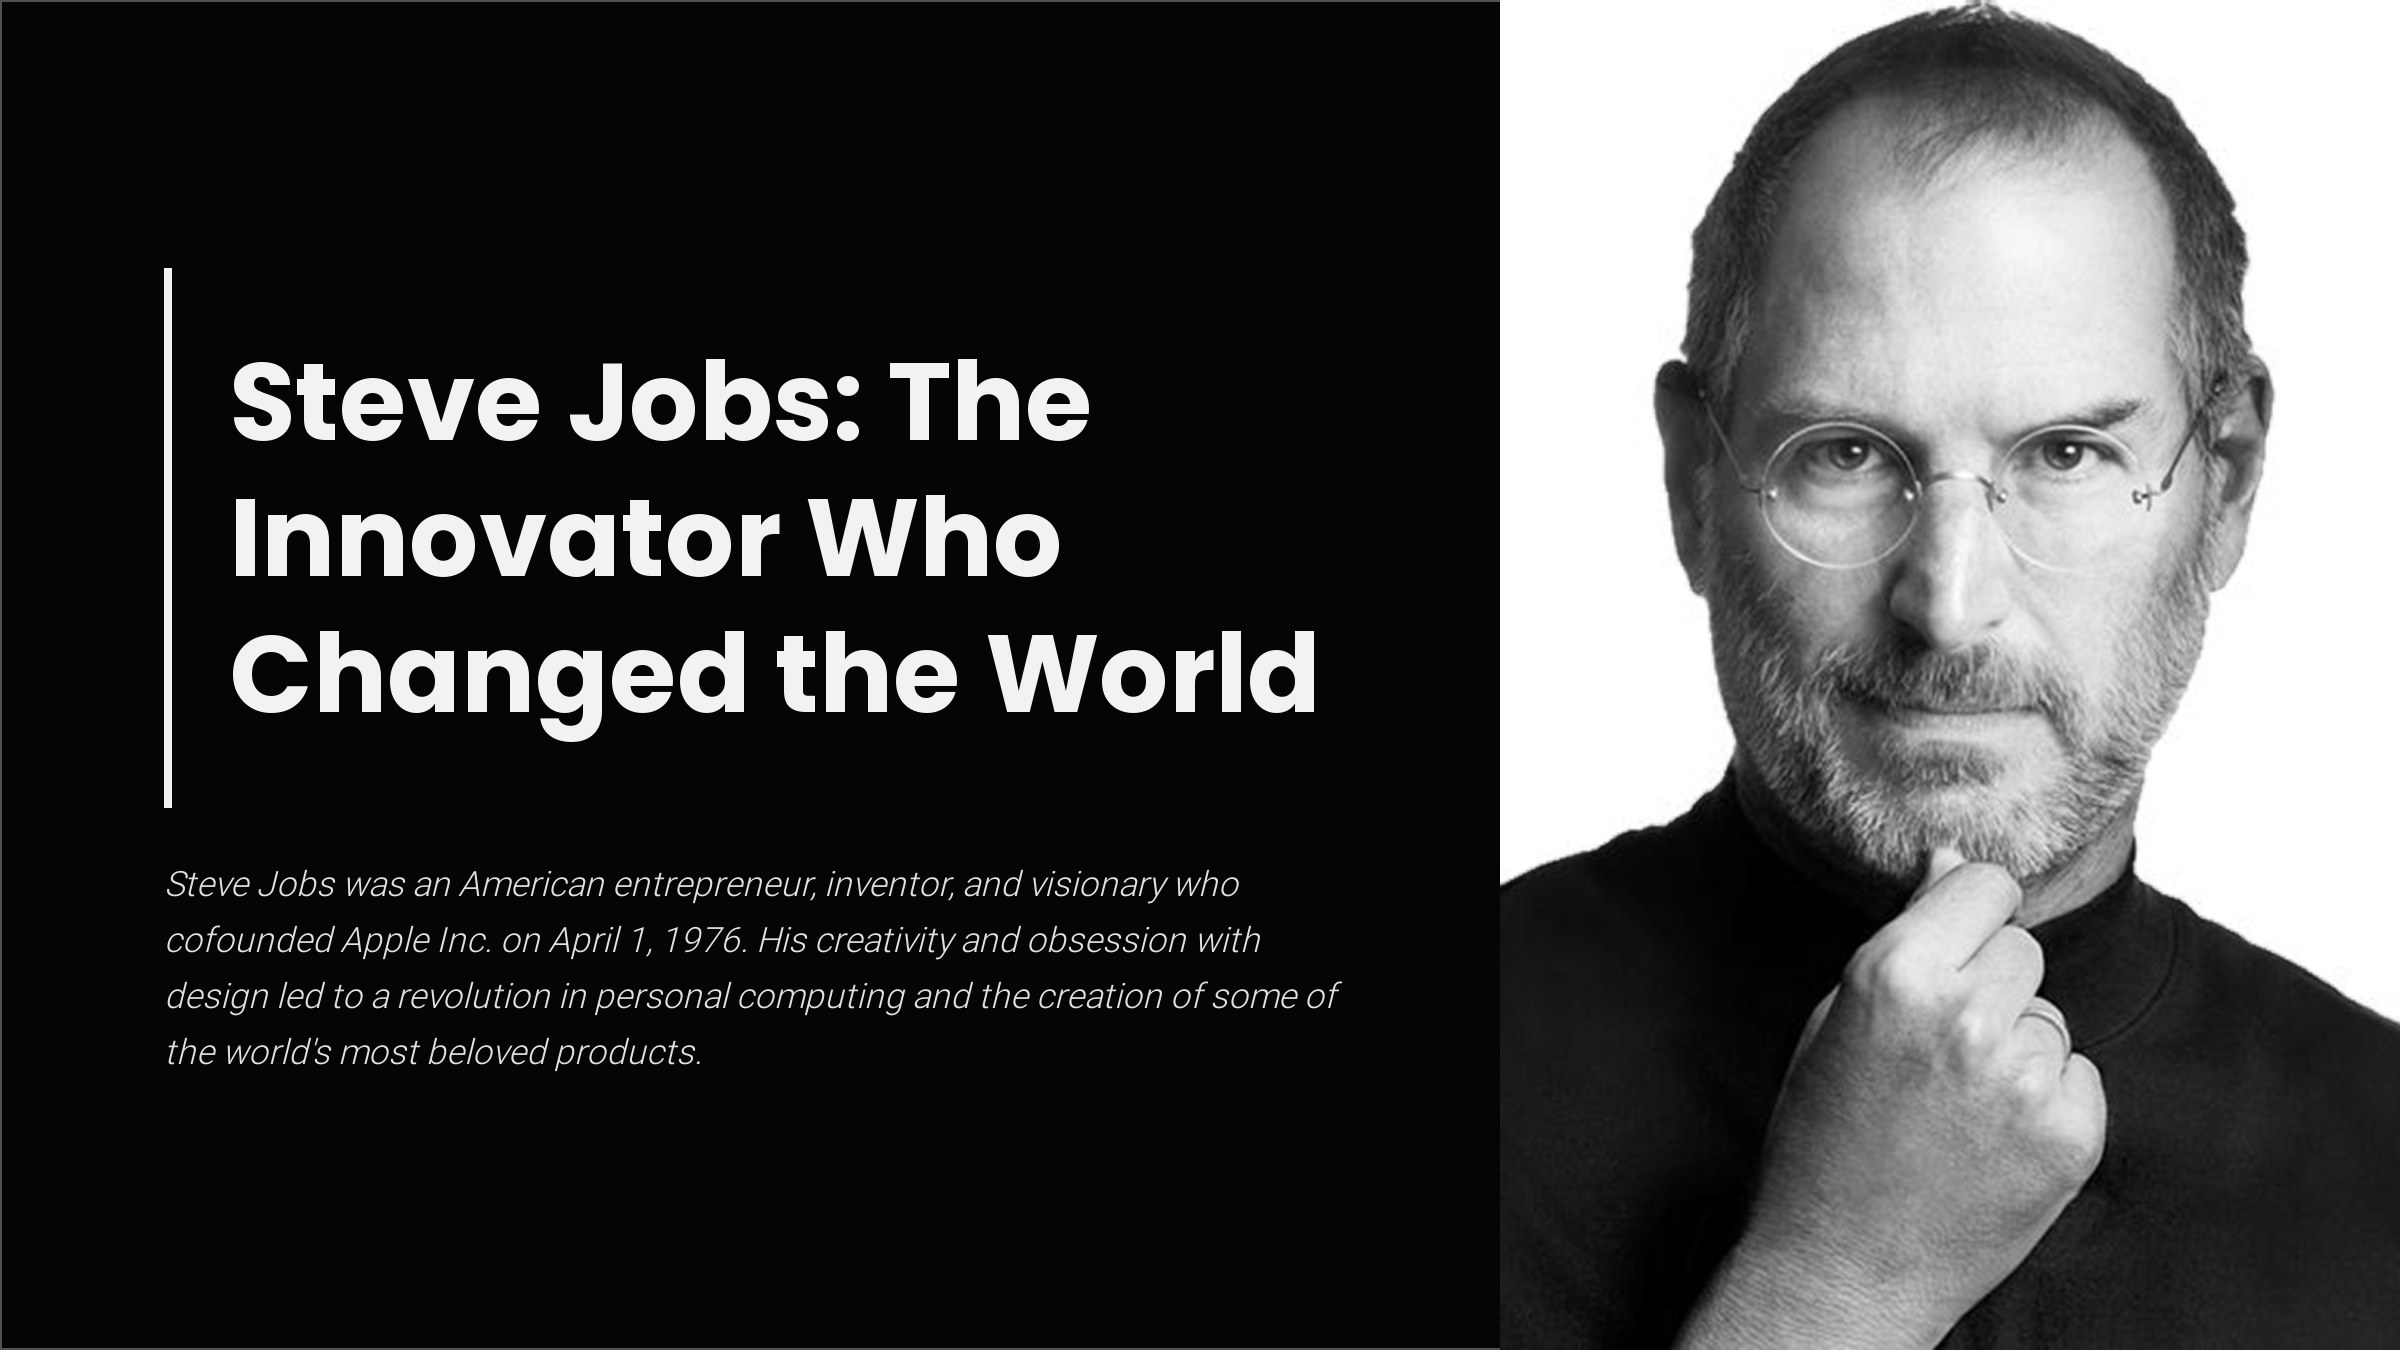 Steve Jobs: The
Innovator Who
Changed the World
Steve Jobs was an American entrepreneur, inventor, and visionary who
cofounded Apple Inc. on April 1, 1976. His creativity and obsession with
design led to a revolution in personal computing and the creation of some of
the world's most beloved products.